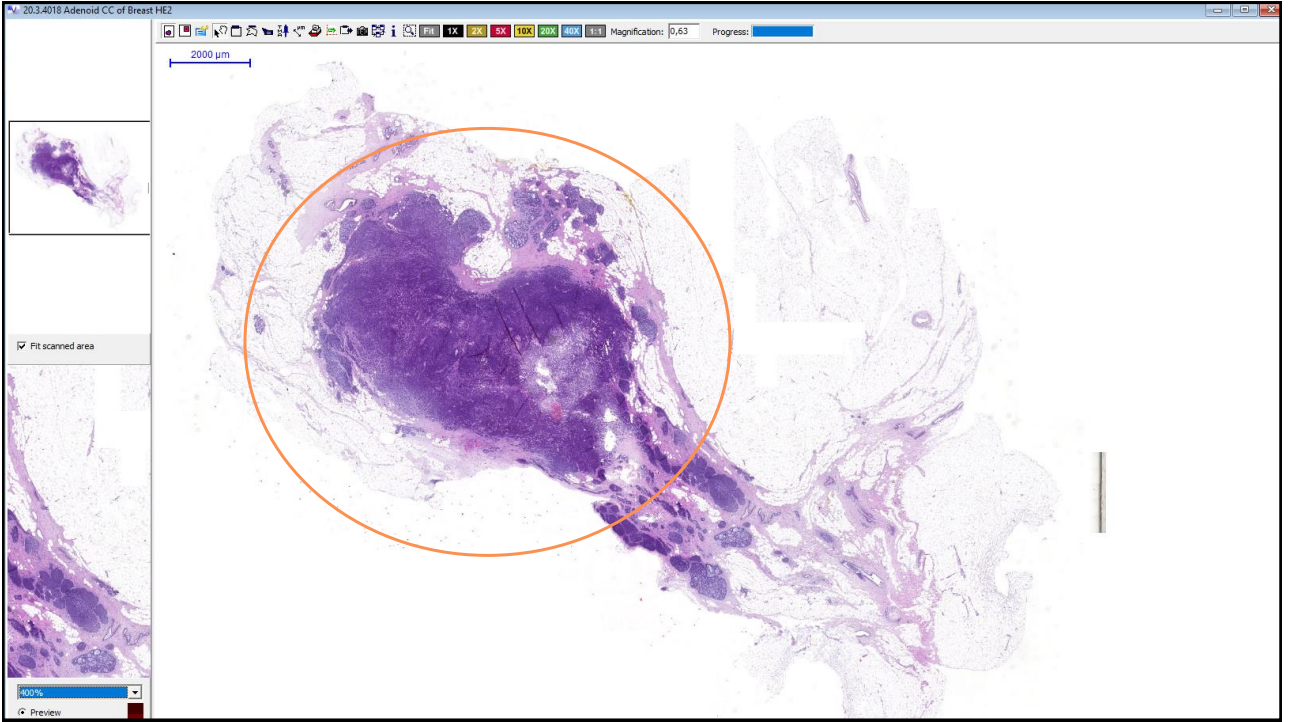 20.3.4018 Adenoid CC of Breast HE2
Fit 1X 2X 5X 10X 20X 40X 1:1 Magnification: 0,63 Progress:
2000 µm
Fit scanned area
400%
Preview